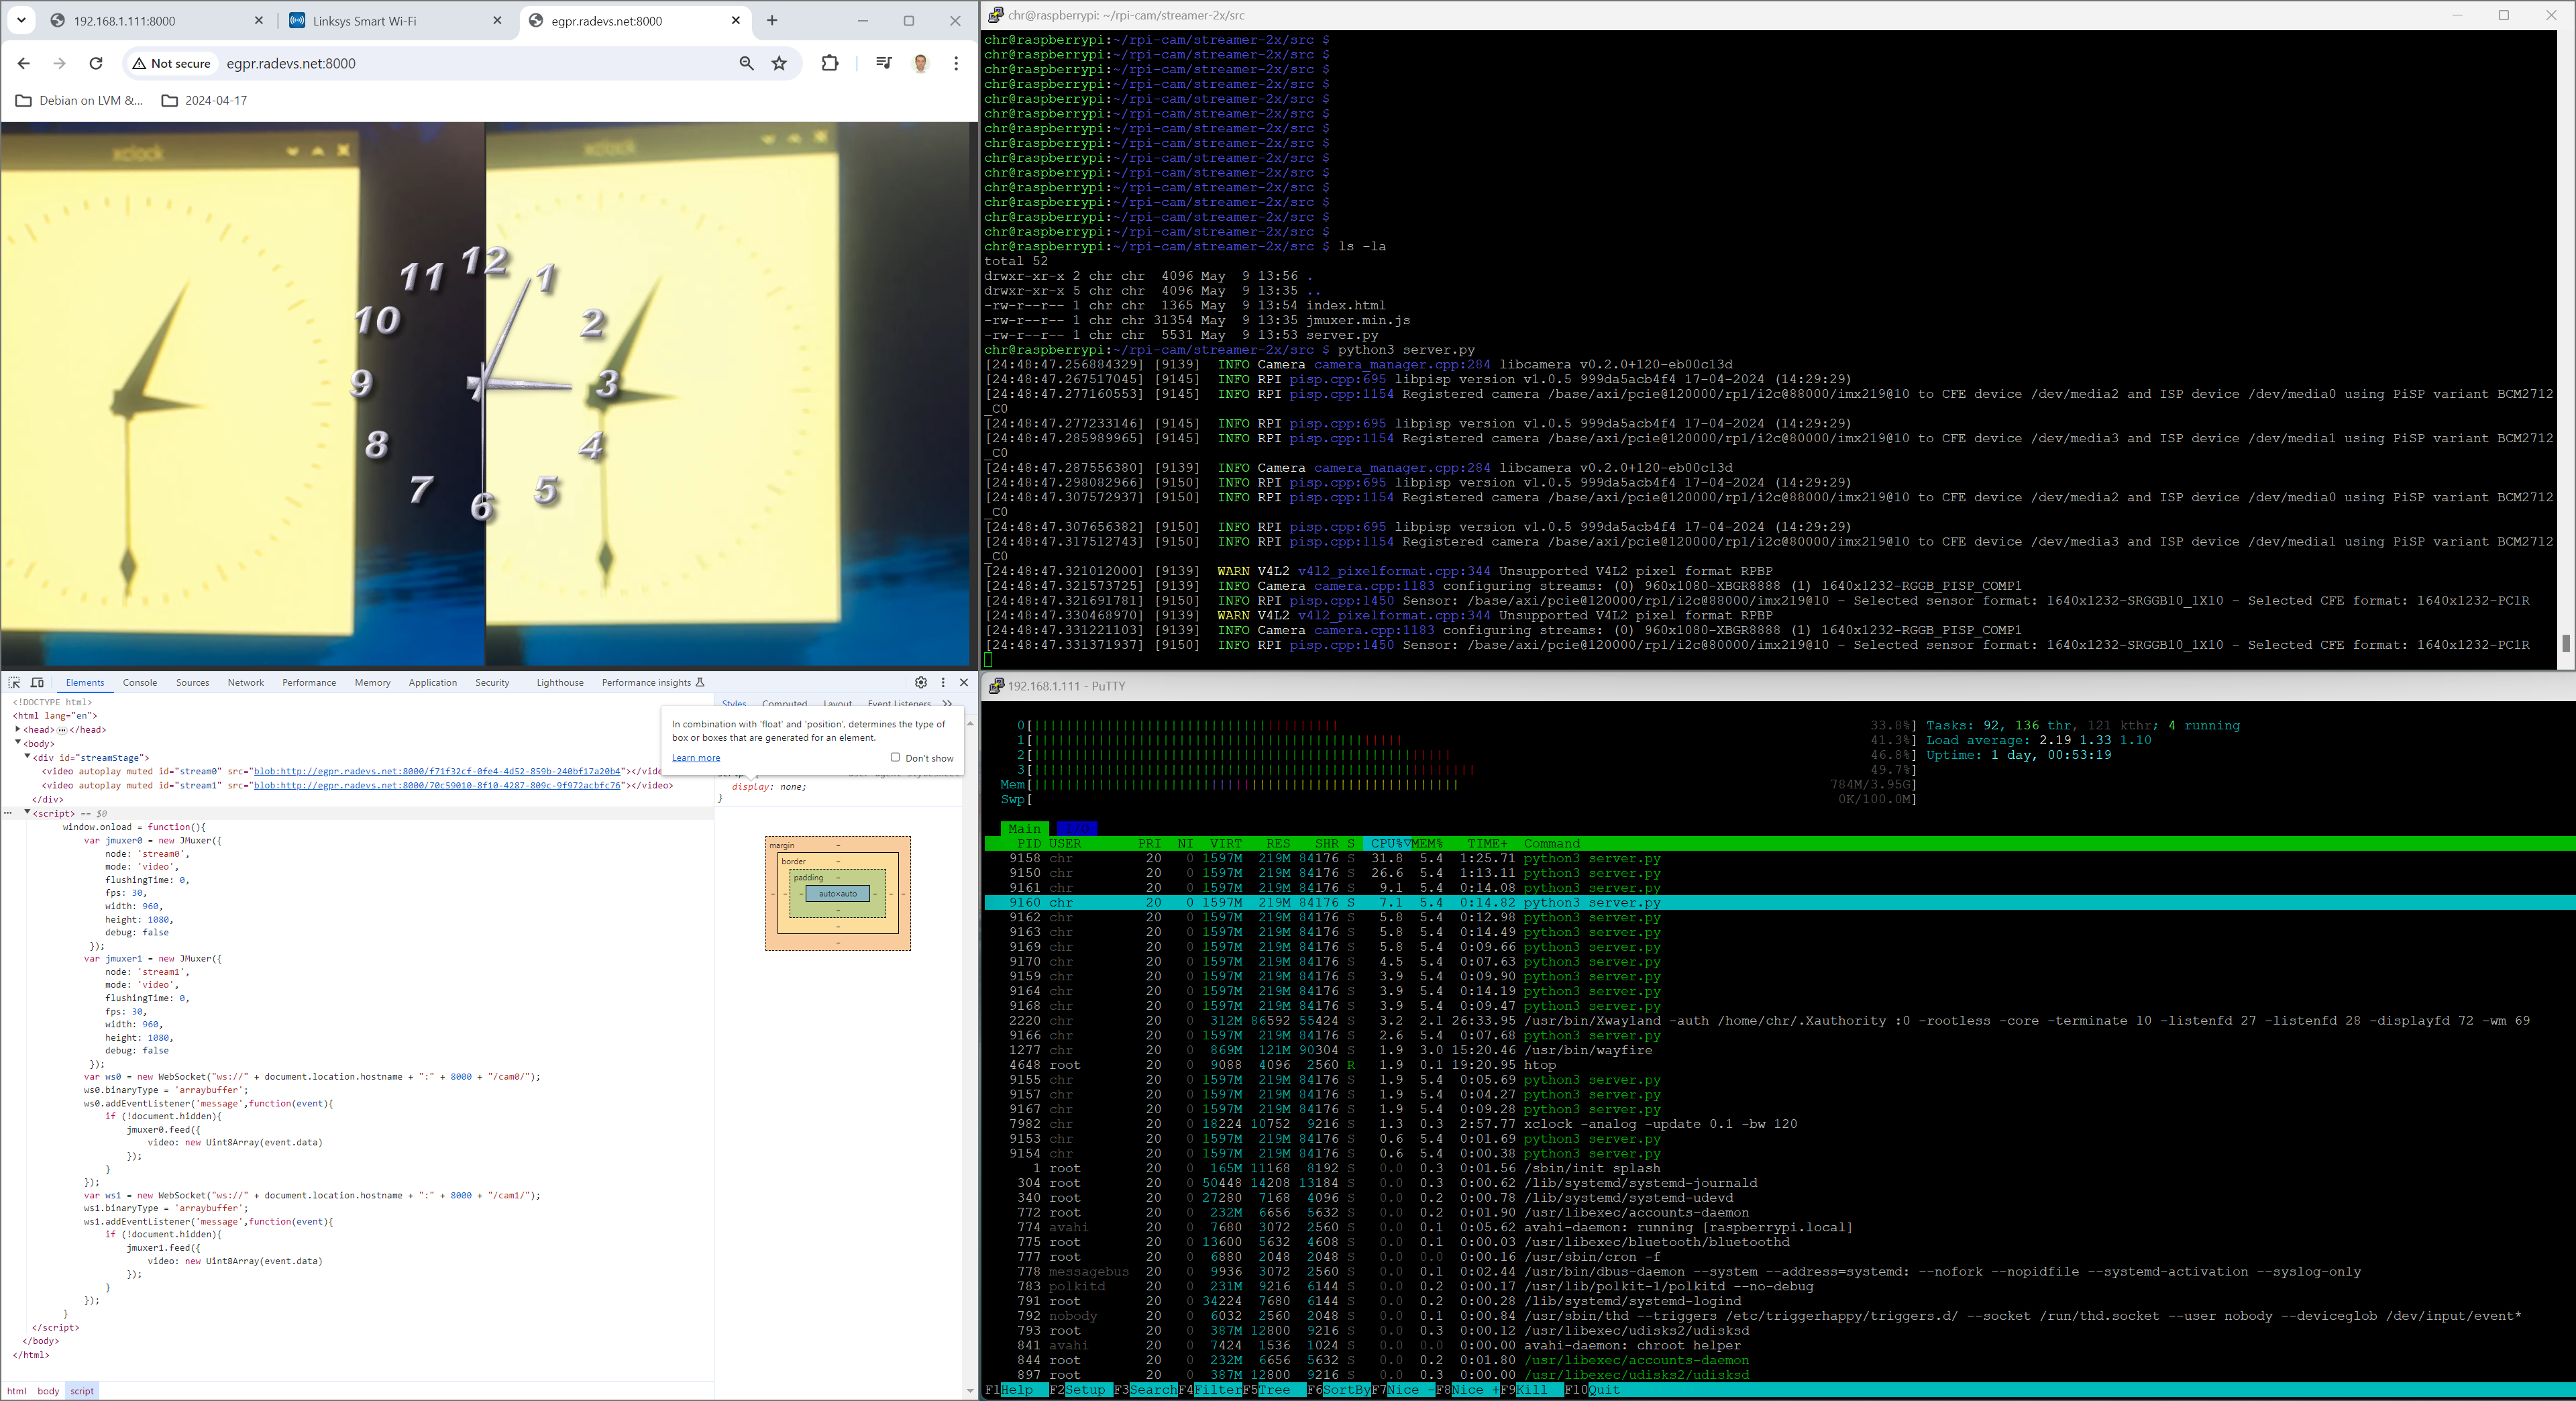 192.168.1.111:8000
Linksys Smart Wi-Fi
egpr.radevs.net:8000
Not secure
egpr.radevs.net:8000
Debian on LVM &...
2024-04-17
xclock
xclock
12
11
1
10
2
9
3
8
4
7
5
6
Elements Console Sources Network Performance Memory Application Security Lighthouse Performance insights
<!DOCTYPE html>
<html lang="en">
<head> </head>
<body>
<div id="streamStage">
<video autoplay muted id="stream0" src="blob:http://egpr.radevs.net:8000/f71f32cf-0fe4-4d52-859b-240bf17a20b4"></vide
<video autoplay muted id="stream1" src="blob:http://egpr.radevs.net:8000/70c59010-8f10-4287-809c-9f972acbfc76"></video>
</div>
<script> == $0
window.onload = function(){
var jmuxer0 = new JMuxer({
node: 'stream0',
mode: 'video',
flushingTime: 0,
fps: 30,
width: 960,
height: 1080,
debug: false
});
var jmuxer1 = new JMuxer({
node: 'stream1',
mode: 'video',
flushingTime: 0,
fps: 30,
width: 960,
height: 1080,
debug: false
});
var ws0 = new WebSocket("ws://" + document.location.hostname + ":" + 8000 + "/cam0/");
ws0.binaryType = 'arraybuffer';
ws0.addEventListener('message',function(event){
if (!document.hidden){
jmuxer0.feed({
video: new Uint8Array(event.data)
});
}
});
var ws1 = new WebSocket("ws://" + document.location.hostname + ":" + 8000 + "/cam1/");
ws1.binaryType = 'arraybuffer';
ws1.addEventListener('message',function(event){
if (!document.hidden){
jmuxer1.feed({
video: new Uint8Array(event.data)
});
}
});
}
</script>
</body>
</html>
html body script
Styles Computed Layout Event Listeners
In combination with 'float' and 'position', determines the type of
box or boxes that are generated for an element.
Learn more
Don't show
display: none;
}
margin
border
padding
auto×auto
chr@raspberrypi: ~/rpi-cam/streamer-2x/src
chr@raspberrypi:~/rpi-cam/streamer-2x/src $
chr@raspberrypi:~/rpi-cam/streamer-2x/src $
chr@raspberrypi:~/rpi-cam/streamer-2x/src $
chr@raspberrypi:~/rpi-cam/streamer-2x/src $
chr@raspberrypi:~/rpi-cam/streamer-2x/src $
chr@raspberrypi:~/rpi-cam/streamer-2x/src $
chr@raspberrypi:~/rpi-cam/streamer-2x/src $
chr@raspberrypi:~/rpi-cam/streamer-2x/src $
chr@raspberrypi:~/rpi-cam/streamer-2x/src $
chr@raspberrypi:~/rpi-cam/streamer-2x/src $
chr@raspberrypi:~/rpi-cam/streamer-2x/src $
chr@raspberrypi:~/rpi-cam/streamer-2x/src $
chr@raspberrypi:~/rpi-cam/streamer-2x/src $
chr@raspberrypi:~/rpi-cam/streamer-2x/src $
chr@raspberrypi:~/rpi-cam/streamer-2x/src $ ls -la
total 52
drwxr-xr-x 2 chr chr 4096 May 9 13:56 .
drwxr-xr-x 5 chr chr 4096 May 9 13:35 ..
-rw-r--r-- 1 chr chr 1365 May 9 13:54 index.html
-rw-r--r-- 1 chr chr 31354 May 9 13:35 jmuxer.min.js
-rw-r--r-- 1 chr chr 5531 May 9 13:53 server.py
chr@raspberrypi:~/rpi-cam/streamer-2x/src $ python3 server.py
[24:48:47.256884329] [9139] INFO Camera camera_manager.cpp:284 libcamera v0.2.0+120-eb00c13d
[24:48:47.267517045] [9145] INFO RPI pisp.cpp:695 libpisp version v1.0.5 999da5acb4f4 17-04-2024 (14:29:29)
[24:48:47.277160553] [9145] INFO RPI pisp.cpp:1154 Registered camera /base/axi/pcie@120000/rp1/i2c@88000/imx219@10 to CFE device /dev/media2 and ISP device /dev/media0 using PiSP variant BCM2712
_C0
[24:48:47.277233146] [9145] INFO RPI pisp.cpp:695 libpisp version v1.0.5 999da5acb4f4 17-04-2024 (14:29:29)
[24:48:47.285989965] [9145] INFO RPI pisp.cpp:1154 Registered camera /base/axi/pcie@120000/rp1/i2c@80000/imx219@10 to CFE device /dev/media3 and ISP device /dev/media1 using PiSP variant BCM2712
_C0
[24:48:47.287556380] [9139] INFO Camera camera_manager.cpp:284 libcamera v0.2.0+120-eb00c13d
[24:48:47.298082966] [9150] INFO RPI pisp.cpp:695 libpisp version v1.0.5 999da5acb4f4 17-04-2024 (14:29:29)
[24:48:47.307572937] [9150] INFO RPI pisp.cpp:1154 Registered camera /base/axi/pcie@120000/rp1/i2c@88000/imx219@10 to CFE device /dev/media2 and ISP device /dev/media0 using PiSP variant BCM2712
_C0
[24:48:47.307656382] [9150] INFO RPI pisp.cpp:695 libpisp version v1.0.5 999da5acb4f4 17-04-2024 (14:29:29)
[24:48:47.317512743] [9150] INFO RPI pisp.cpp:1154 Registered camera /base/axi/pcie@120000/rp1/i2c@80000/imx219@10 to CFE device /dev/media3 and ISP device /dev/media1 using PiSP variant BCM2712
_C0
[24:48:47.321012000] [9139] WARN V4L2 v4l2_pixelformat.cpp:344 Unsupported V4L2 pixel format RPBP
[24:48:47.321573725] [9139] INFO Camera camera.cpp:1183 configuring streams: (0) 960x1080-XBGR8888 (1) 1640x1232-RGGB_PISP_COMP1
[24:48:47.321691781] [9150] INFO RPI pisp.cpp:1450 Sensor: /base/axi/pcie@120000/rp1/i2c@88000/imx219@10 - Selected sensor format: 1640x1232-SRGGB10_1X10 - Selected CFE format: 1640x1232-PC1R
[24:48:47.330468970] [9139] WARN V4L2 v4l2_pixelformat.cpp:344 Unsupported V4L2 pixel format RPBP
[24:48:47.331221103] [9139] INFO Camera camera.cpp:1183 configuring streams: (0) 960x1080-XBGR8888 (1) 1640x1232-RGGB_PISP_COMP1
[24:48:47.331371937] [9150] INFO RPI pisp.cpp:1450 Sensor: /base/axi/pcie@120000/rp1/i2c@80000/imx219@10 - Selected sensor format: 1640x1232-SRGGB10_1X10 - Selected CFE format: 1640x1232-PC1R
192.168.1.111 - PuTTY
0[ 33.8%] Tasks: 92, 136 thr, 121 kthr; 4 running
1[ 41.3%] Load average: 2.19 1.33 1.10
2[ 46.8%] Uptime: 1 day, 00:53:19
3[ 49.7%]
Mem[ 784M/3.95G]
Swp[ 0K/100.0M]
Main I/O
PID USER PRI NI VIRT RES SHR S CPU%▽MEM% TIME+ Command
9158 chr 20 0 1597M 219M 84176 S 31.8 5.4 1:25.71 python3 server.py
9150 chr 20 0 1597M 219M 84176 S 26.6 5.4 1:13.11 python3 server.py
9161 chr 20 0 1597M 219M 84176 S 9.1 5.4 0:14.08 python3 server.py
9160 chr 20 0 1597M 219M 84176 S 7.1 5.4 0:14.82 python3 server.py
9162 chr 20 0 1597M 219M 84176 S 5.8 5.4 0:12.98 python3 server.py
9163 chr 20 0 1597M 219M 84176 S 5.8 5.4 0:14.49 python3 server.py
9169 chr 20 0 1597M 219M 84176 S 5.8 5.4 0:09.66 python3 server.py
9170 chr 20 0 1597M 219M 84176 S 4.5 5.4 0:07.63 python3 server.py
9159 chr 20 0 1597M 219M 84176 S 3.9 5.4 0:09.90 python3 server.py
9164 chr 20 0 1597M 219M 84176 S 3.9 5.4 0:14.19 python3 server.py
9168 chr 20 0 1597M 219M 84176 S 3.9 5.4 0:09.47 python3 server.py
2220 chr 20 0 312M 86592 55424 S 3.2 2.1 26:33.95 /usr/bin/Xwayland -auth /home/chr/.Xauthority :0 -rootless -core -terminate 10 -listenfd 27 -listenfd 28 -displayfd 72 -wm 69
9166 chr 20 0 1597M 219M 84176 S 2.6 5.4 0:07.68 python3 server.py
1277 chr 20 0 869M 121M 90304 S 1.9 3.0 15:20.46 /usr/bin/wayfire
4648 root 20 0 9088 4096 2560 R 1.9 0.1 19:20.95 htop
9155 chr 20 0 1597M 219M 84176 S 1.9 5.4 0:05.69 python3 server.py
9157 chr 20 0 1597M 219M 84176 S 1.9 5.4 0:04.27 python3 server.py
9167 chr 20 0 1597M 219M 84176 S 1.9 5.4 0:09.28 python3 server.py
7982 chr 20 0 18224 10752 9216 S 1.3 0.3 2:57.77 xclock -analog -update 0.1 -bw 120
9153 chr 20 0 1597M 219M 84176 S 0.6 5.4 0:01.69 python3 server.py
9154 chr 20 0 1597M 219M 84176 S 0.6 5.4 0:00.38 python3 server.py
1 root 20 0 165M 11168 8192 S 0.0 0.3 0:01.56 /sbin/init splash
304 root 20 0 50448 14208 13184 S 0.0 0.3 0:00.62 /lib/systemd/systemd-journald
340 root 20 0 27280 7168 4096 S 0.0 0.2 0:00.78 /lib/systemd/systemd-udevd
772 root 20 0 232M 6656 5632 S 0.0 0.2 0:01.90 /usr/libexec/accounts-daemon
774 avahi 20 0 7680 3072 2560 S 0.0 0.1 0:05.62 avahi-daemon: running [raspberrypi.local]
775 root 20 0 13600 5632 4608 S 0.0 0.1 0:00.03 /usr/libexec/bluetooth/bluetoothd
777 root 20 0 6880 2048 2048 S 0.0 0.0 0:00.16 /usr/sbin/cron -f
778 messagebus 20 0 9936 3072 2560 S 0.0 0.1 0:02.44 /usr/bin/dbus-daemon --system --address=systemd: --nofork --nopidfile --systemd-activation --syslog-only
783 polkitd 20 0 231M 9216 6144 S 0.0 0.2 0:00.17 /usr/lib/polkit-1/polkitd --no-debug
791 root 20 0 34224 7680 6144 S 0.0 0.2 0:00.28 /lib/systemd/systemd-logind
792 nobody 20 0 6032 2560 2048 S 0.0 0.1 0:00.84 /usr/sbin/thd --triggers /etc/triggerhappy/triggers.d/ --socket /run/thd.socket --user nobody --deviceglob /dev/input/event*
793 root 20 0 387M 12800 9216 S 0.0 0.3 0:00.12 /usr/libexec/udisks2/udisksd
841 avahi 20 0 7424 1536 1024 S 0.0 0.0 0:00.00 avahi-daemon: chroot helper
844 root 20 0 232M 6656 5632 S 0.0 0.2 0:01.80 /usr/libexec/accounts-daemon
897 root 20 0 387M 12800 9216 S 0.0 0.3 0:00.00 /usr/libexec/udisks2/udisksd
F1Help F2Setup F3SearchF4FilterF5Tree F6SortByF7Nice -F8Nice +F9Kill F10Quit